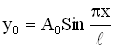 y₀ = A₀Sin πx/ℓ